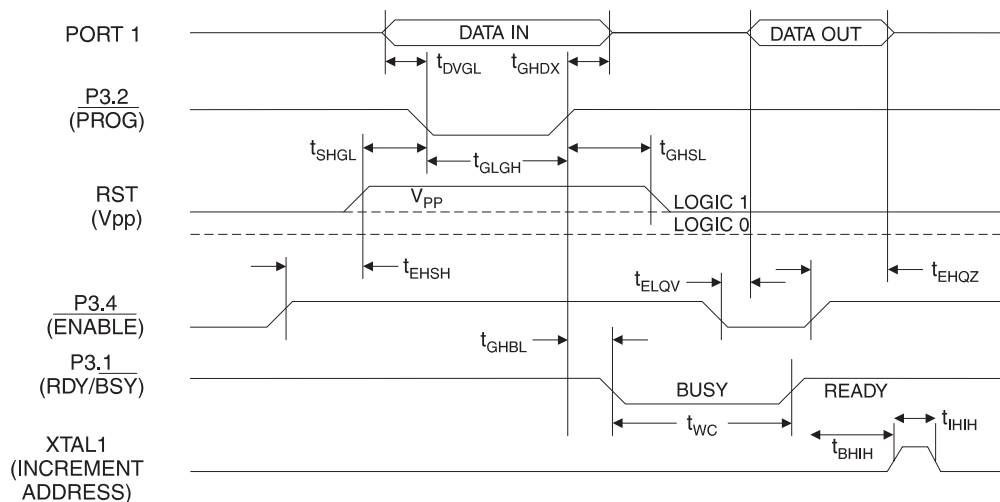 PORT 1
DATA IN
DATA OUT
tDVGL
tGHDX
P3.2
(PROG)
tSHGL
tGLGH
tGHSL
RST
(Vpp)
VPP
LOGIC 1
LOGIC 0
tEHSH
tELQV
tEHQZ
P3.4
(ENABLE)
tGHBL
P3.1
(RDY/BSY)
BUSY
READY
tWC
tBHIH
tIHIH
XTAL1
(INCREMENT
ADDRESS)